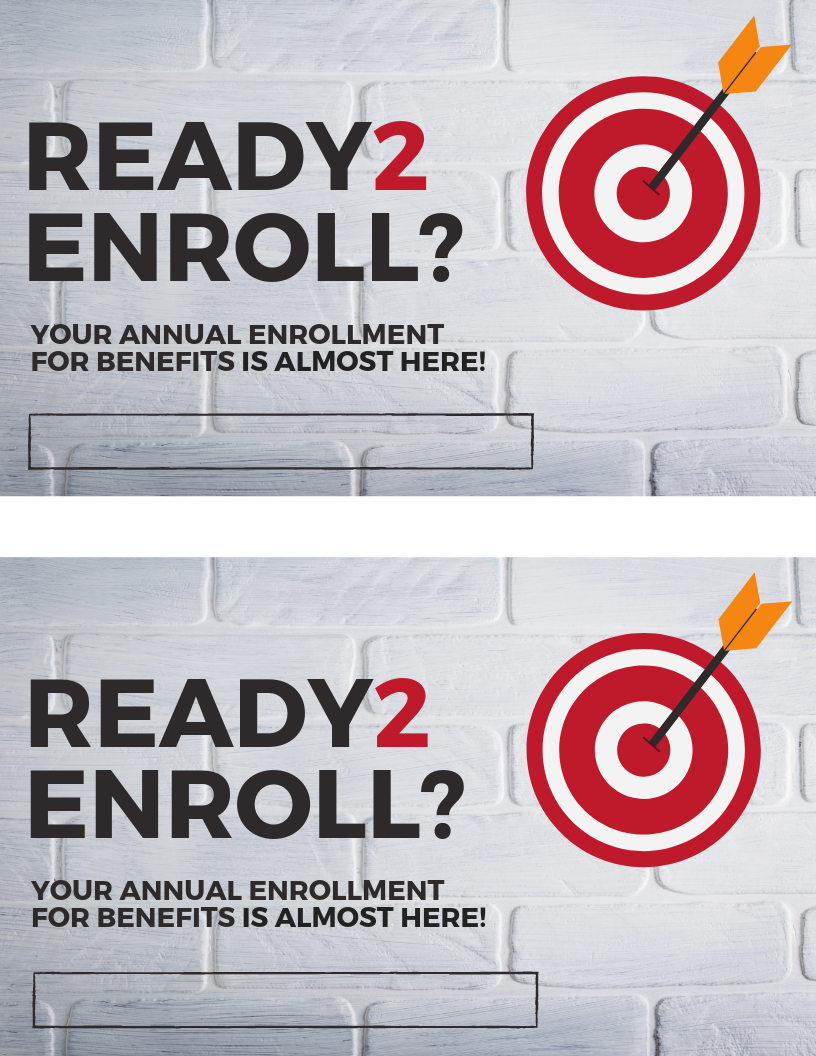 READY2
ENROLL?
YOUR ANNUAL ENROLLMENT
FOR BENEFITS IS ALMOST HERE!
READY2
ENROLL?
YOUR ANNUAL ENROLLMENT
FOR BENEFITS IS ALMOST HERE!